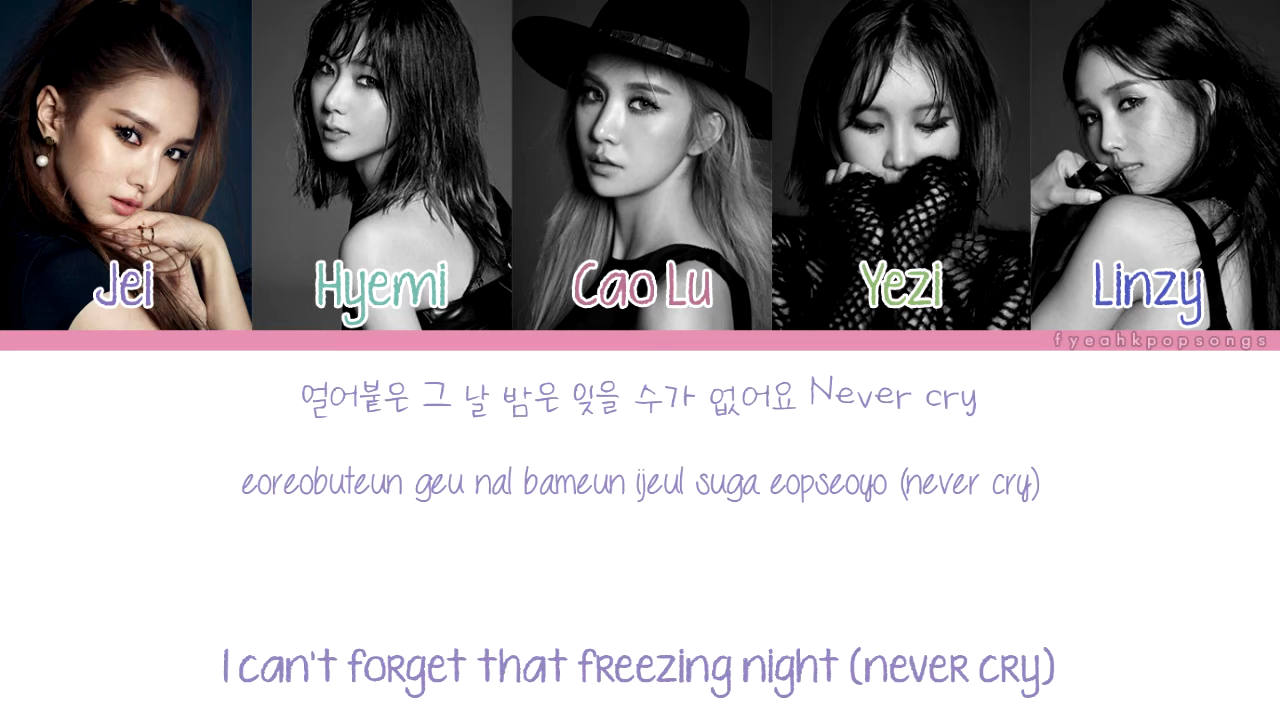 Jei
Hyemi
Cao Lu
Yezi
Linzy
fyeahkpopsongs
얼어붙은 그 날 밤은 잊을 수가 없어요 Never cry
eoreobuteun geu nal bameun ijeul suga eopseoyo (never cry)
I can't forget that freezing night (never cry)